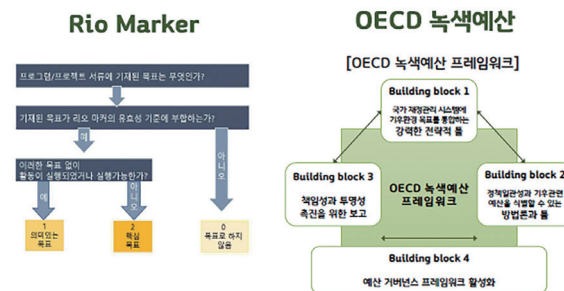 Rio Marker
프로그램/프로젝트 서류에 기재된 목표는 무엇인가?
기재된 목표가 리오 마커의 유효성 기준에 부합하는가?
예
아니오
이러한 목표 없이
활동이 실행되었거나 실행가능한가?
예
아니오
1
의미있는
목표
2
핵심
목표
0
목표로 하지
않음
OECD 녹색예산
[OECD 녹색예산 프레임워크]
Building block 1
국가 재정관리 시스템에
기후환경 목표를 통합하는
강력한 전략적 툴
Building block 3
책임성과 투명성
촉진을 위한 보고
OECD 녹색예산
프레임워크
Building block 2
정책일관성과 기후관련
예산을 식별할 수 있는
방법론과 툴
Building block 4
예산 거버넌스 프레임워크 활성화